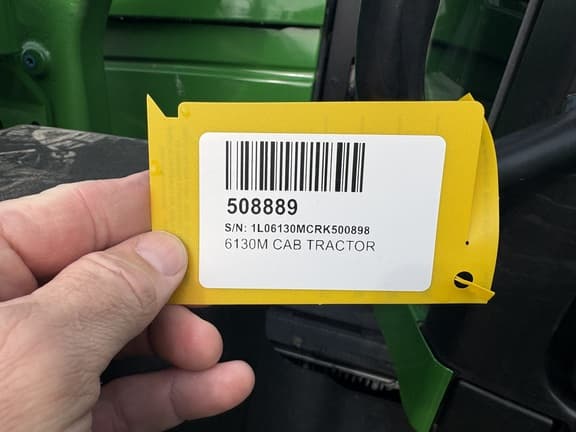 508889
S/N: 1L06130MCRK500898
6130M CAB TRACTOR